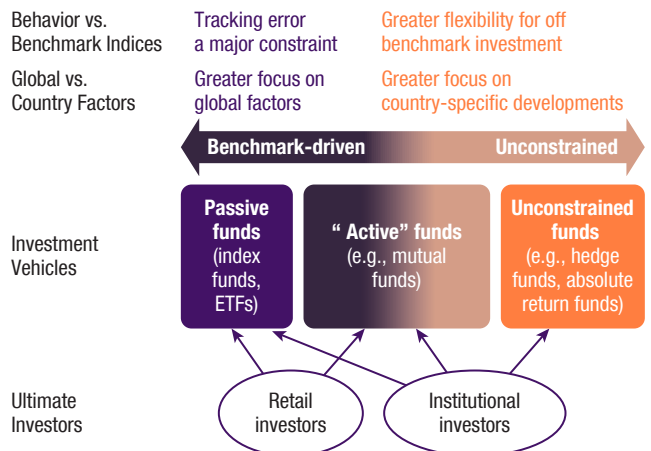 Behavior vs.
Benchmark Indices
Tracking error
a major constraint
Greater flexibility for off
benchmark investment
Global vs.
Country Factors
Greater focus on
global factors
Greater focus on
country-specific developments
Benchmark-driven
Unconstrained
Investment
Vehicles
Passive
funds
(index
funds,
ETFs)
“ Active” funds
(e.g., mutual
funds)
Unconstrained
funds
(e.g., hedge
funds, absolute
return funds)
Ultimate
Investors
Retail
investors
Institutional
investors